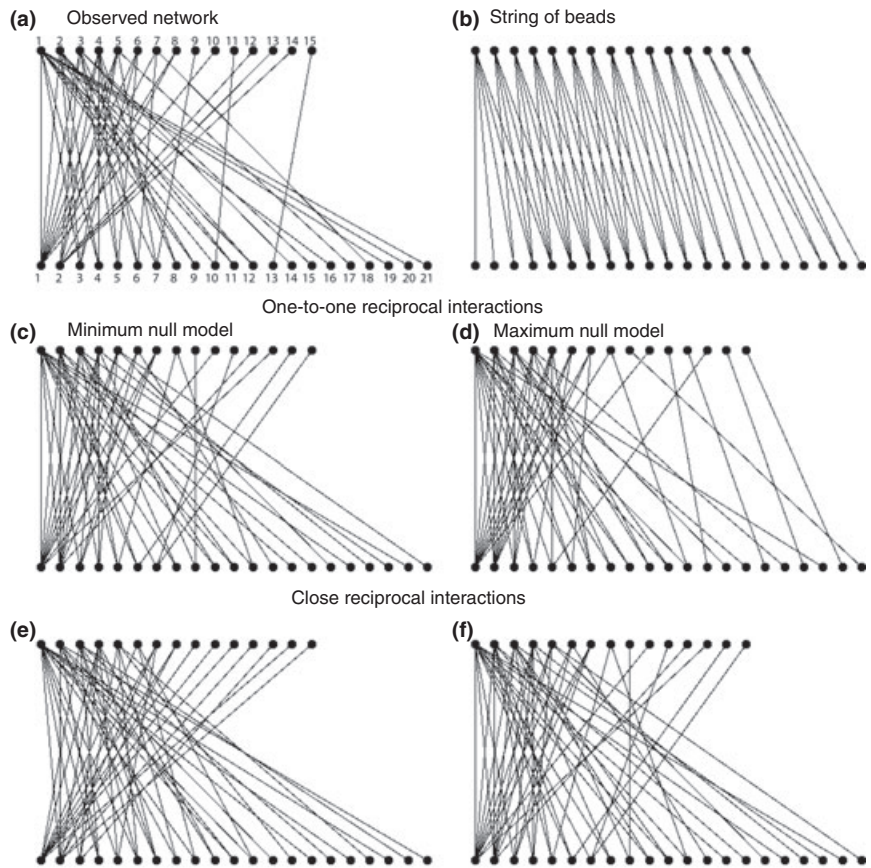 (a) Observed network
1 2 3 4 5 6 7 8 9 10 11 12 13 14 15
1 2 3 4 5 6 7 8 9 10 11 12 13 14 15 16 17 18 19 20 21
(b) String of beads
One-to-one reciprocal interactions
(c) Minimum null model
(d) Maximum null model
Close reciprocal interactions
(e)
(f)